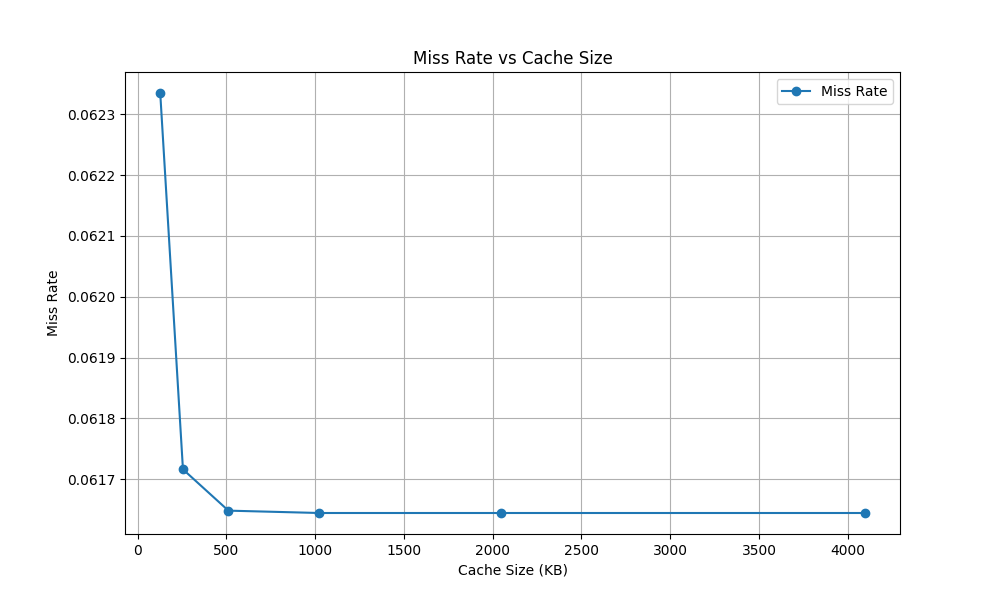 Miss Rate vs Cache Size
Miss Rate
0.0623
0.0622
0.0621
0.0620
0.0619
0.0618
0.0617
Miss Rate
0 500 1000 1500 2000 2500 3000 3500 4000
Cache Size (KB)